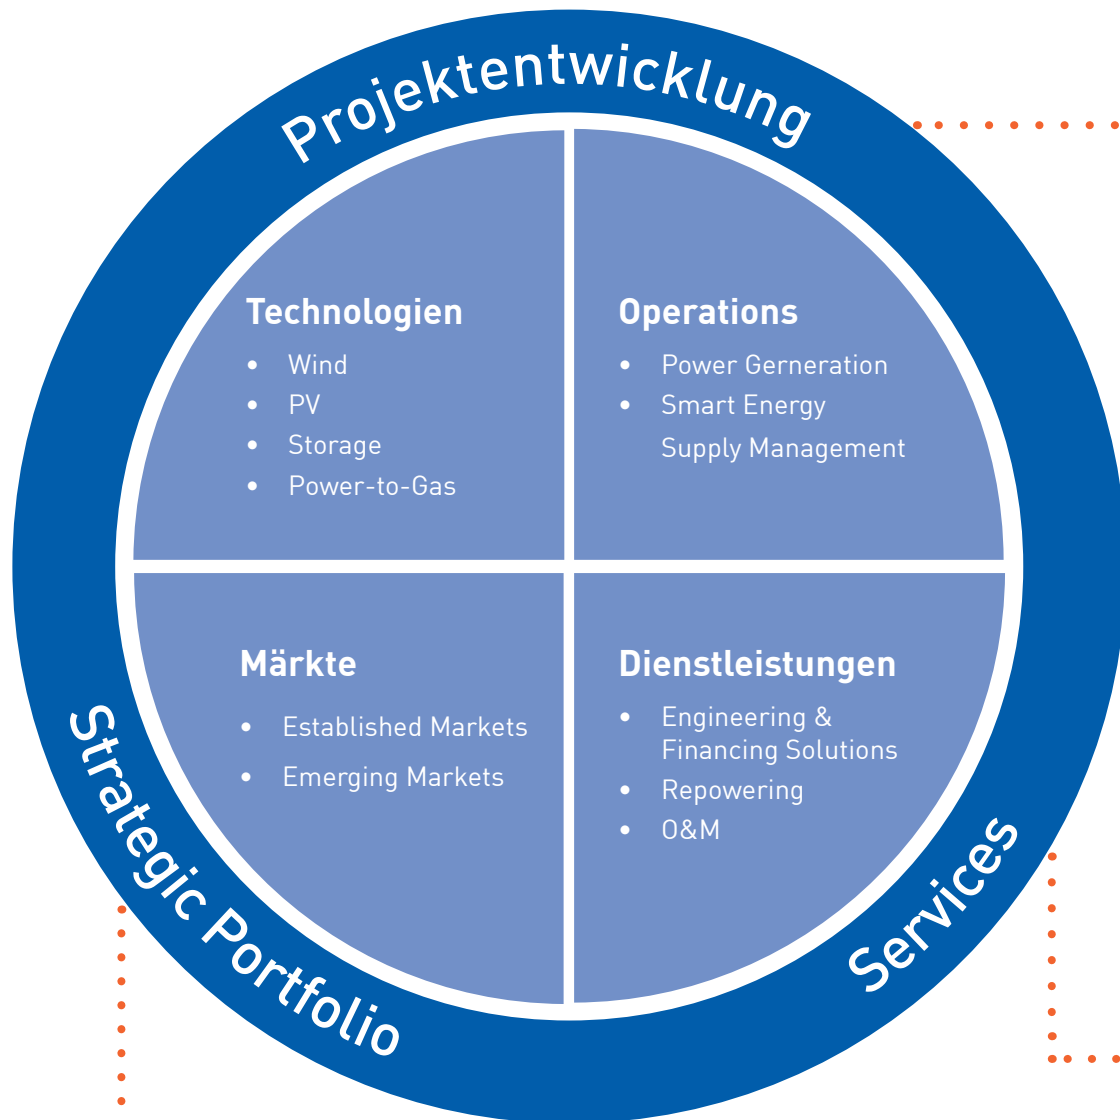 Projektentwicklung
Technologien
• Wind
• PV
• Storage
• Power-to-Gas
Operations
• Power Gerneration
• Smart Energy
Supply Management
Märkte
• Established Markets
• Emerging Markets
Dienstleistungen
• Engineering &
Financing Solutions
• Repowering
• O&M
Strategic Portfolio
Services